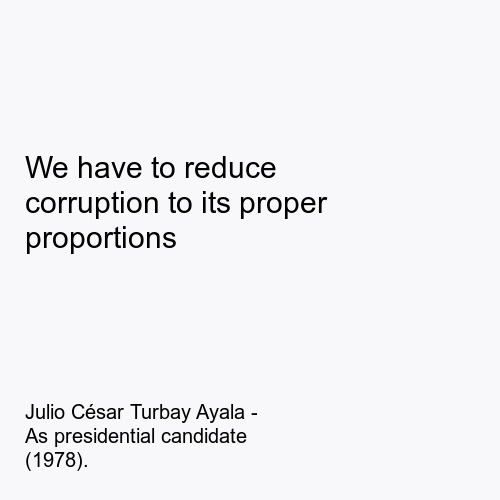 We have to reduce
corruption to its proper
proportions
Julio César Turbay Ayala -
As presidential candidate
(1978).